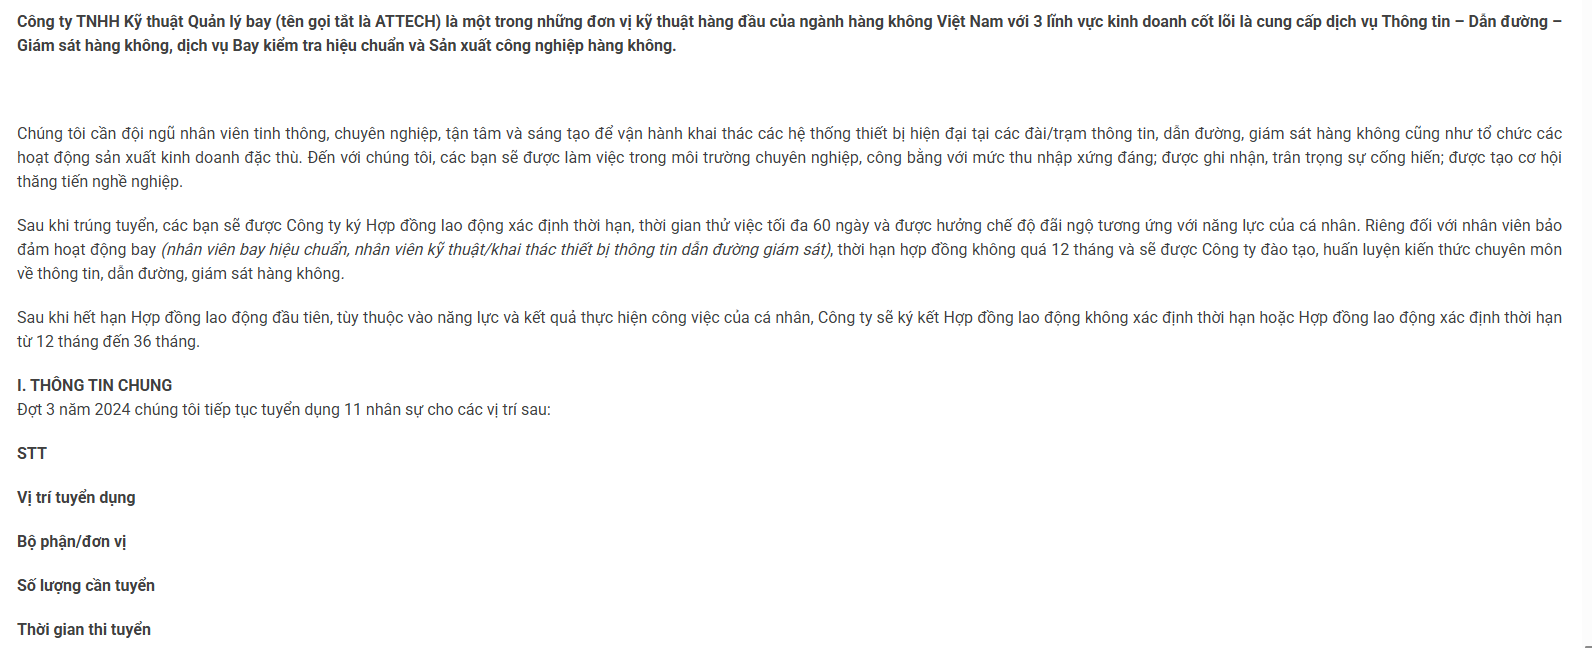 Công ty TNHH Kỹ thuật Quản lý bay (tên gọi tắt là ATTECH) là một trong những đơn vị kỹ thuật hàng đầu của ngành hàng không Việt Nam với 3 lĩnh vực kinh doanh cốt lõi là cung cấp dịch vụ Thông tin – Dẫn đường –
Giám sát hàng không, dịch vụ Bay kiểm tra hiệu chuẩn và Sản xuất công nghiệp hàng không.
Chúng tôi cần đội ngũ nhân viên tinh thông, chuyên nghiệp, tận tâm và sáng tạo để vận hành khai thác các hệ thống thiết bị hiện đại tại các đài/trạm thông tin, dẫn đường, giám sát hàng không cũng như tổ chức các
hoạt động sản xuất kinh doanh đặc thù. Đến với chúng tôi, các bạn sẽ được làm việc trong môi trường chuyên nghiệp, công bằng với mức thu nhập xứng đáng; được ghi nhận, trân trọng sự cống hiến; được tạo cơ hội
thăng tiến nghề nghiệp.
Sau khi trúng tuyển, các bạn sẽ được Công ty ký Hợp đồng lao động xác định thời hạn, thời gian thử việc tối đa 60 ngày và được hưởng chế độ đãi ngộ tương ứng với năng lực của cá nhân. Riêng đối với nhân viên bảo
đảm hoạt động bay (nhân viên bay hiệu chuẩn, nhân viên kỹ thuật/khai thác thiết bị thông tin dẫn đường giám sát), thời hạn hợp đồng không quá 12 tháng và sẽ được Công ty đào tạo, huấn luyện kiến thức chuyên môn
về thông tin, dẫn đường, giám sát hàng không.
Sau khi hết hạn Hợp đồng lao động đầu tiên, tùy thuộc vào năng lực và kết quả thực hiện công việc của cá nhân, Công ty sẽ ký kết Hợp đồng lao động không xác định thời hạn hoặc Hợp đồng lao động xác định thời hạn
từ 12 tháng đến 36 tháng.
I. THÔNG TIN CHUNG
Đợt 3 năm 2024 chúng tôi tiếp tục tuyển dụng 11 nhân sự cho các vị trí sau:
STT
Vị trí tuyển dụng
Bộ phận/đơn vị
Số lượng cần tuyển
Thời gian thi tuyển